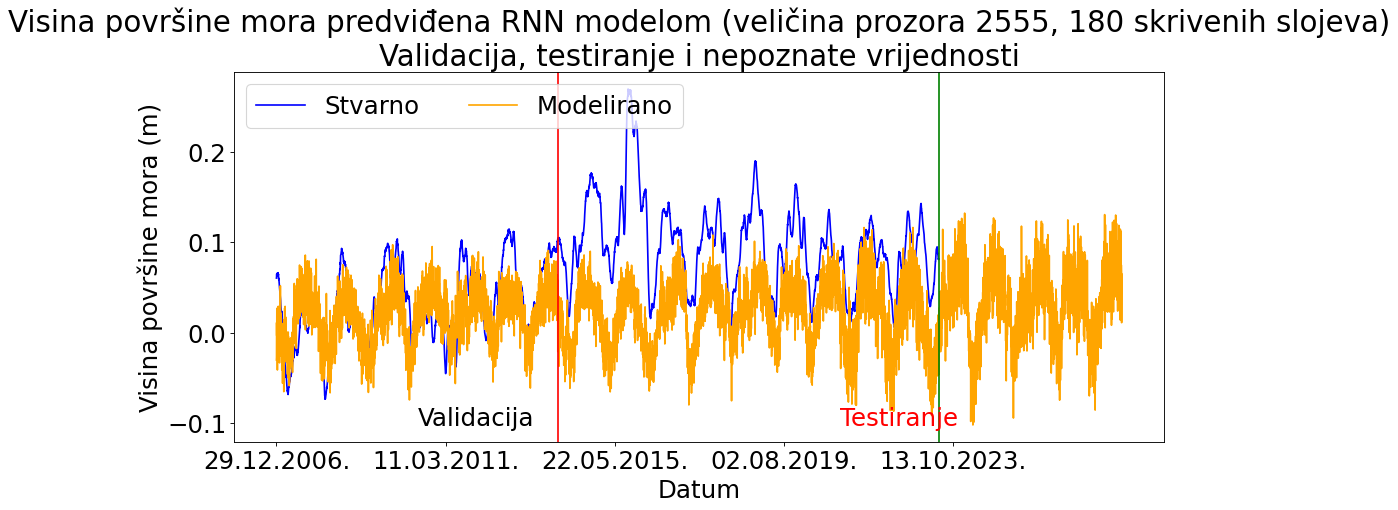 Visina površine mora predviđena RNN modelom (veličina prozora 2555, 180 skrivenih slojeva)
Validacija, testiranje i nepoznate vrijednosti
Stvarno
Modelirano
Visina površine mora (m)
0.2
0.1
0.0
−0.1
Validacija
Testiranje
29.12.2006.
11.03.2011.
22.05.2015.
02.08.2019.
13.10.2023.
Datum